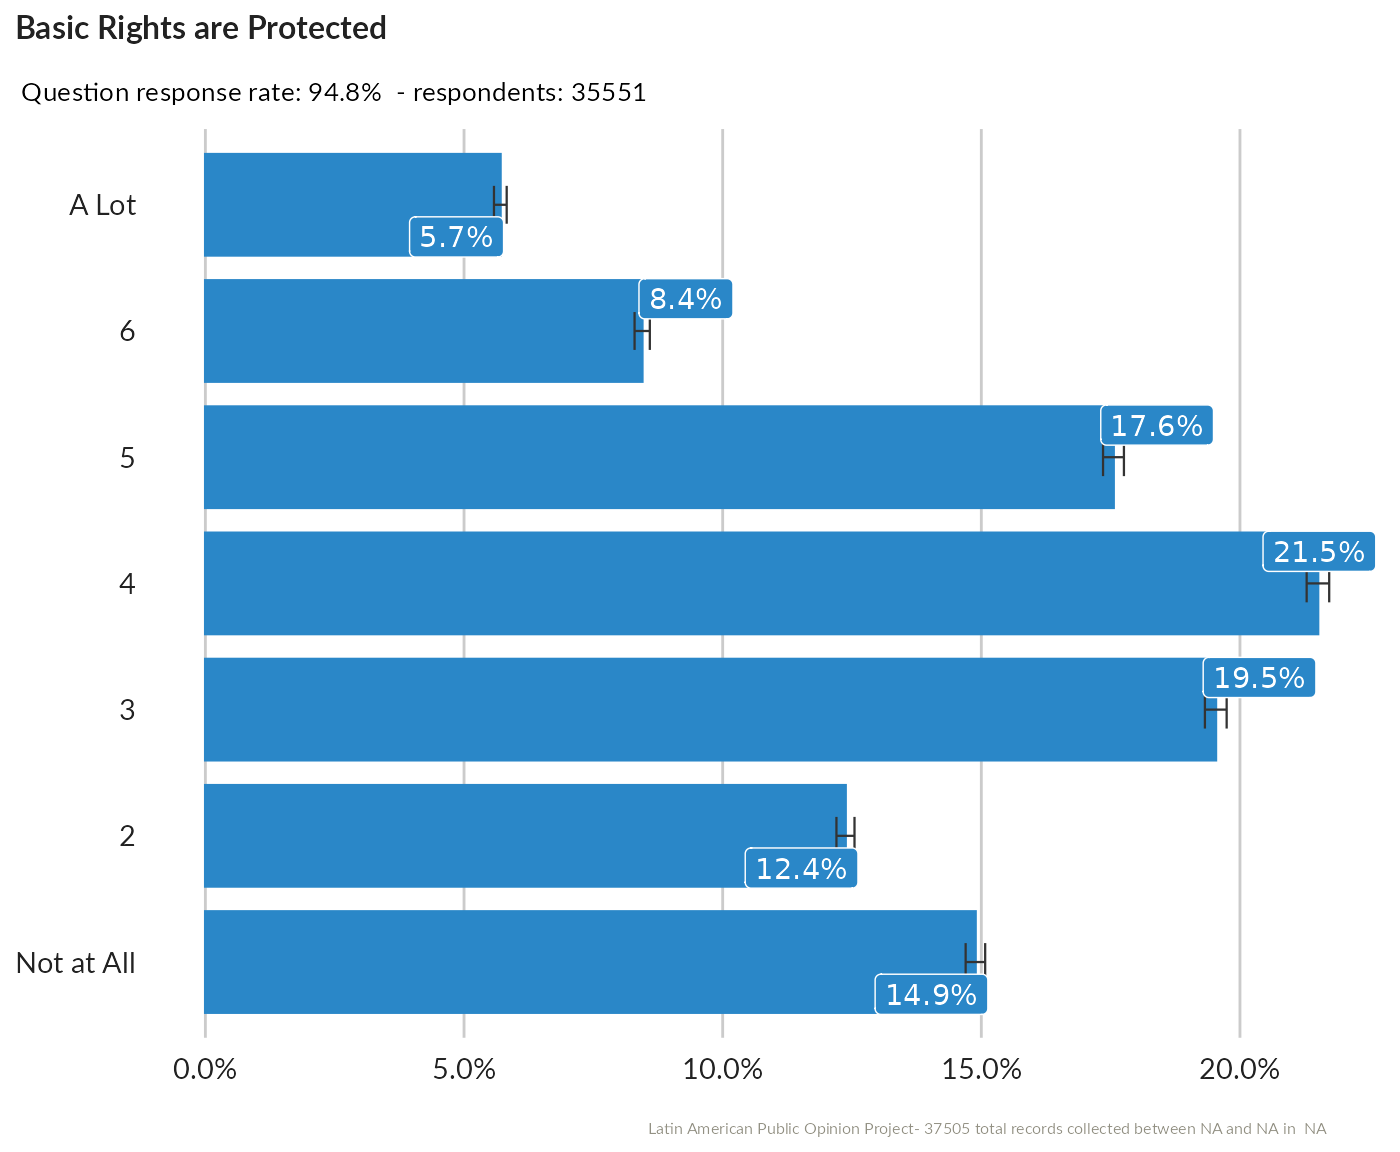 Basic Rights are Protected
Question response rate: 94.8%  - respondents: 35551
A Lot
5.7%
6
8.4%
5
17.6%
4
21.5%
3
19.5%
2
12.4%
Not at All
14.9%
0.0% 5.0% 10.0% 15.0% 20.0%
Latin American Public Opinion Project- 37505 total records collected between NA and NA in  NA